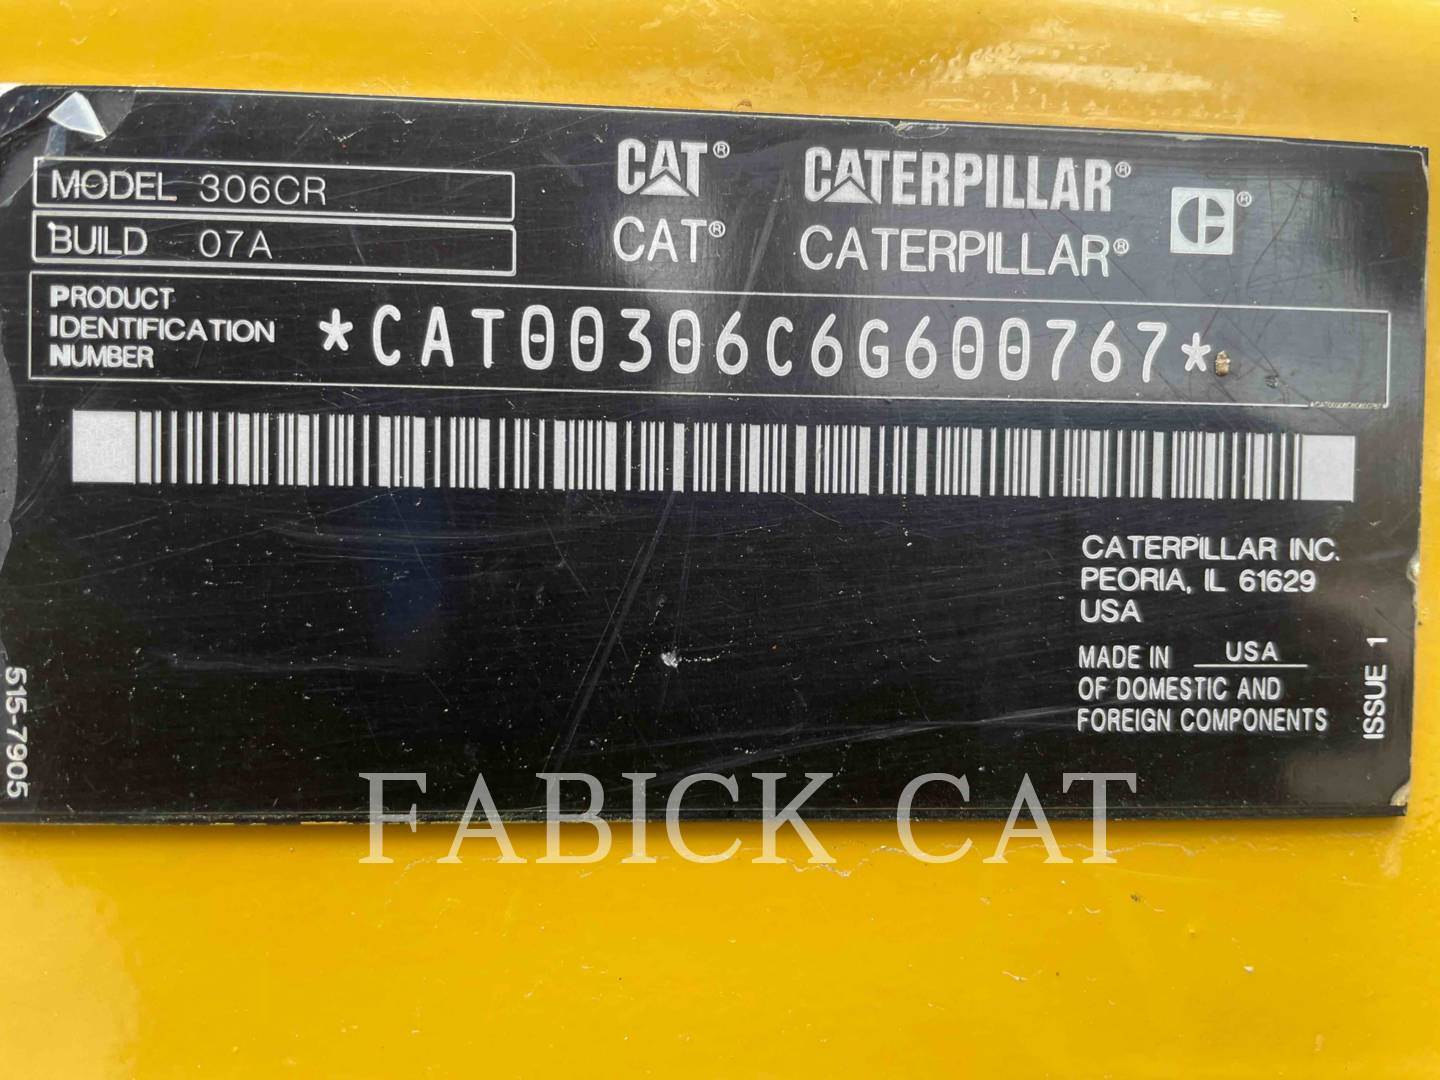 MODEL 306CR
BUILD 07A
CAT® CATERPILLAR®
CAT® CATERPILLAR®
C®
PRODUCT
IDENTIFICATION
NUMBER
*CAT00306C6G600767*
CATERPILLAR INC.
PEORIA, IL 61629
USA
MADE IN USA
OF DOMESTIC AND
FOREIGN COMPONENTS
ISSUE 1
515-7905
FABICK CAT